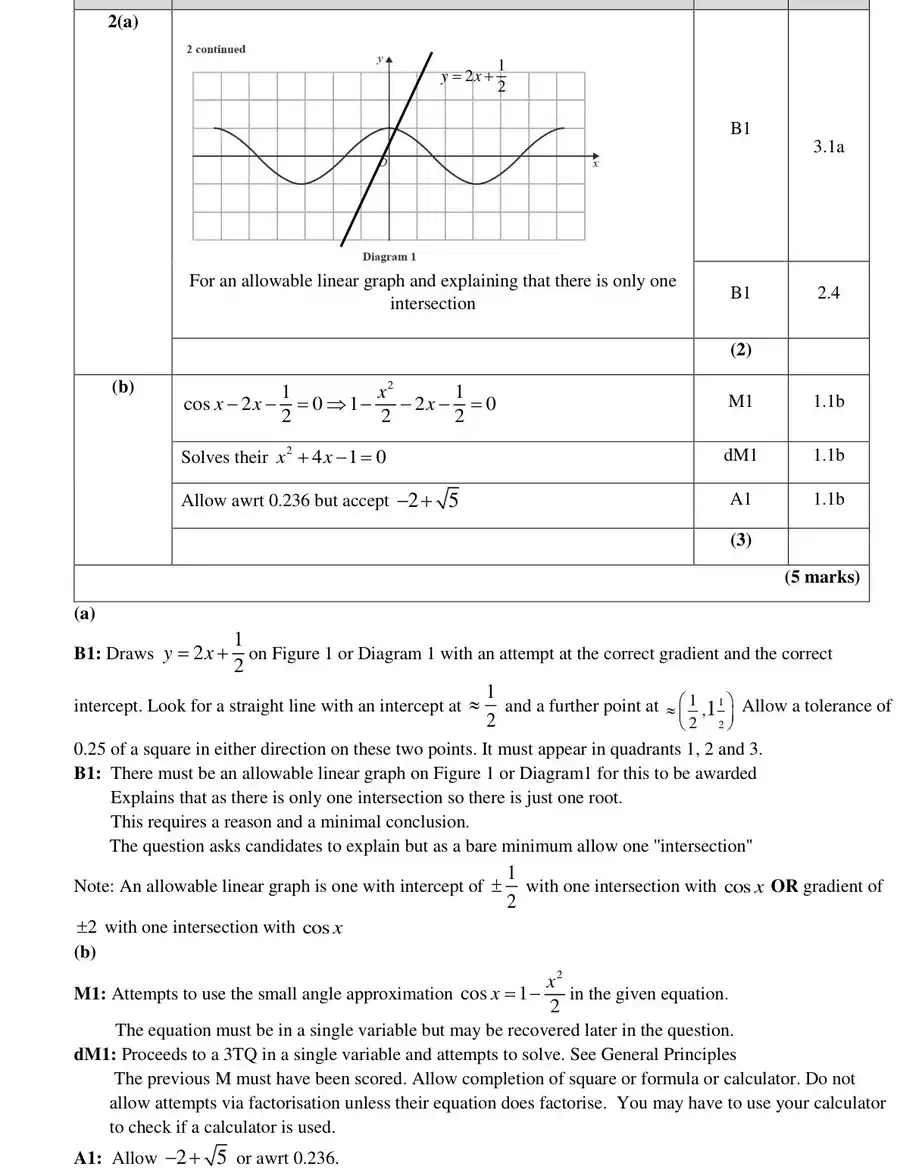 2(a)
2 continued
y
y = 2x + 1/2
B1
3.1a
O
x
Diagram 1
For an allowable linear graph and explaining that there is only one
intersection
B1
2.4
(2)
(b)
cos x − 2x − 1/2 = 0 ⇒ 1 − x²/2 − 2x − 1/2 = 0
M1
1.1b
Solves their x² + 4x − 1 = 0
dM1
1.1b
Allow awrt 0.236 but accept −2 + √5
A1
1.1b
(3)
(5 marks)
(a)
B1: Draws y = 2x + 1/2 on Figure 1 or Diagram 1 with an attempt at the correct gradient and the correct
intercept. Look for a straight line with an intercept at ≈ 1/2 and a further point at ≈ (1/2, 1 1/2) Allow a tolerance of
0.25 of a square in either direction on these two points. It must appear in quadrants 1, 2 and 3.
B1: There must be an allowable linear graph on Figure 1 or Diagram1 for this to be awarded
Explains that as there is only one intersection so there is just one root.
This requires a reason and a minimal conclusion.
The question asks candidates to explain but as a bare minimum allow one "intersection"
Note: An allowable linear graph is one with intercept of ± 1/2 with one intersection with cos x OR gradient of
±2 with one intersection with cos x
(b)
M1: Attempts to use the small angle approximation cos x = 1 − x²/2 in the given equation.
The equation must be in a single variable but may be recovered later in the question.
dM1: Proceeds to a 3TQ in a single variable and attempts to solve. See General Principles
The previous M must have been scored. Allow completion of square or formula or calculator. Do not
allow attempts via factorisation unless their equation does factorise. You may have to use your calculator
to check if a calculator is used.
A1: Allow −2 + √5 or awrt 0.236.